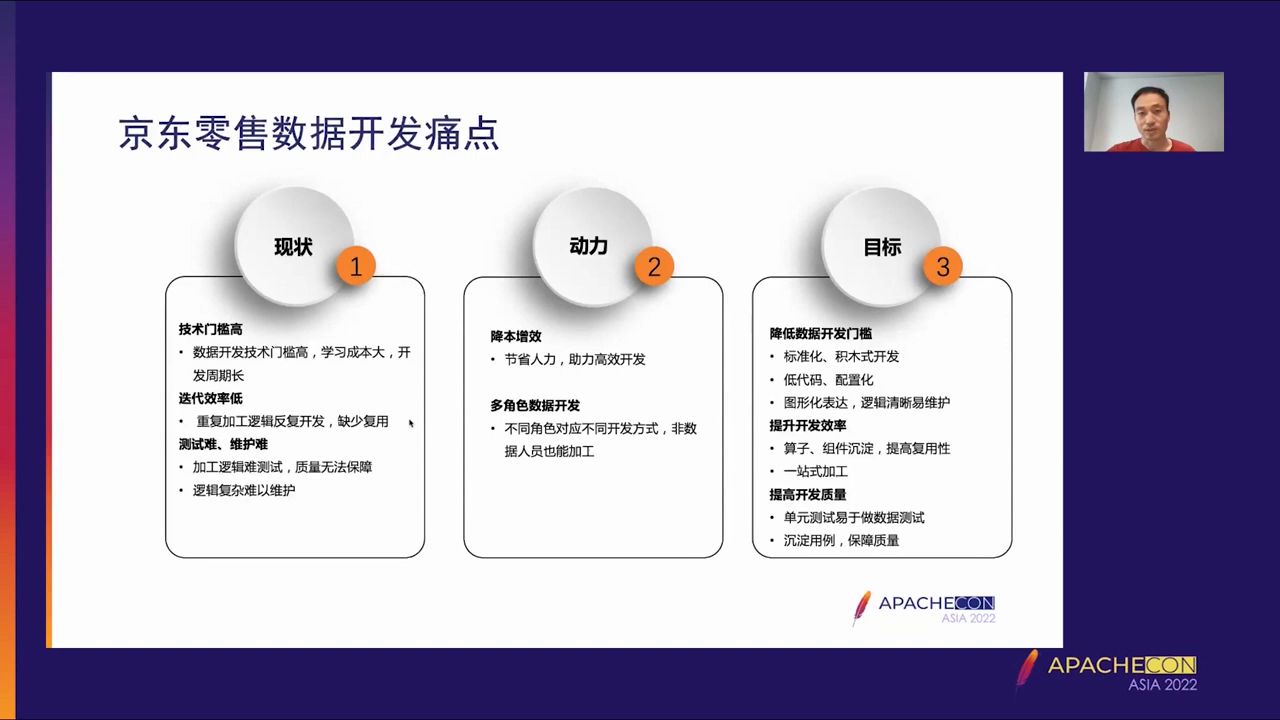 京东零售数据开发痛点
现状
1
技术门槛高
• 数据开发技术门槛高，学习成本大，开
发周期长
迭代效率低
• 重复加工逻辑反复开发，缺少复用
测试难、维护难
• 加工逻辑难测试，质量无法保障
• 逻辑复杂难以维护
动力
2
降本增效
• 节省人力，助力高效开发
多角色数据开发
• 不同角色对应不同开发方式，非数
据人员也能加工
目标
3
降低数据开发门槛
• 标准化、积木式开发
• 低代码、配置化
• 图形化表达，逻辑清晰易维护
提升开发效率
• 算子、组件沉淀，提高复用性
• 一站式加工
提高开发质量
• 单元测试易于做数据测试
• 沉淀用例，保障质量
APACHECON
ASIA 2022
APACHECON
ASIA 2022